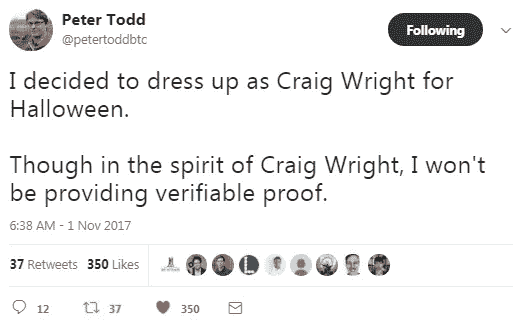 Peter Todd
@petertoddbtc
Following
I decided to dress up as Craig Wright for
Halloween.
Though in the spirit of Craig Wright, I won't
be providing verifiable proof.
6:38 AM - 1 Nov 2017
37 Retweets 350 Likes
12 37 350